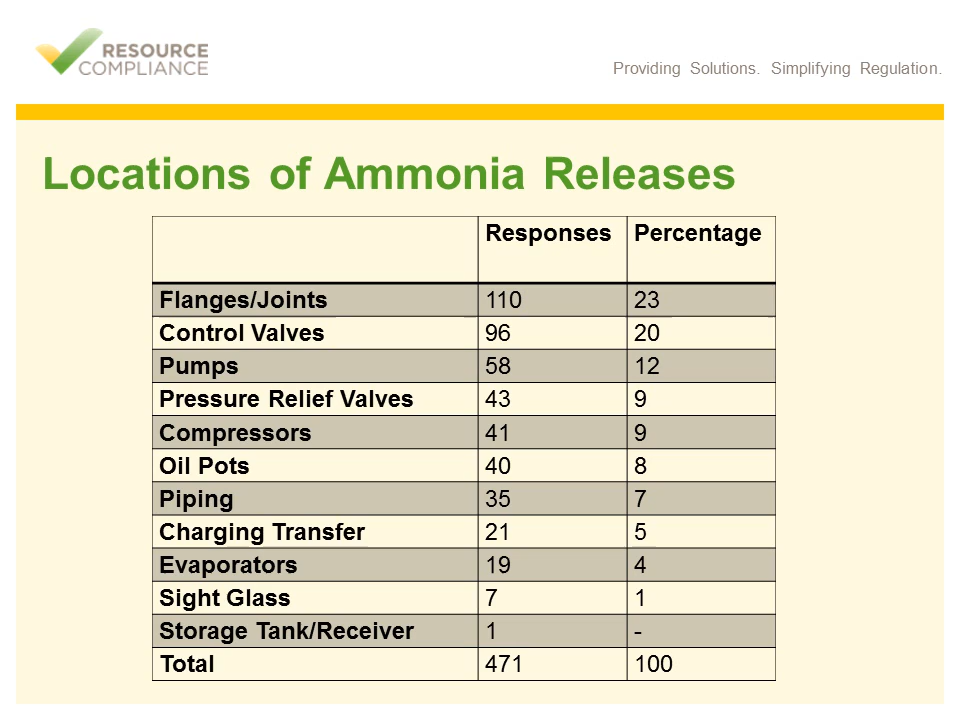 RESOURCE
COMPLIANCE
Providing Solutions. Simplifying Regulation.
Locations of Ammonia Releases
Responses Percentage
Flanges/Joints 110 23
Control Valves 96 20
Pumps 58 12
Pressure Relief Valves 43 9
Compressors 41 9
Oil Pots 40 8
Piping 35 7
Charging Transfer 21 5
Evaporators 19 4
Sight Glass 7 1
Storage Tank/Receiver 1 -
Total 471 100